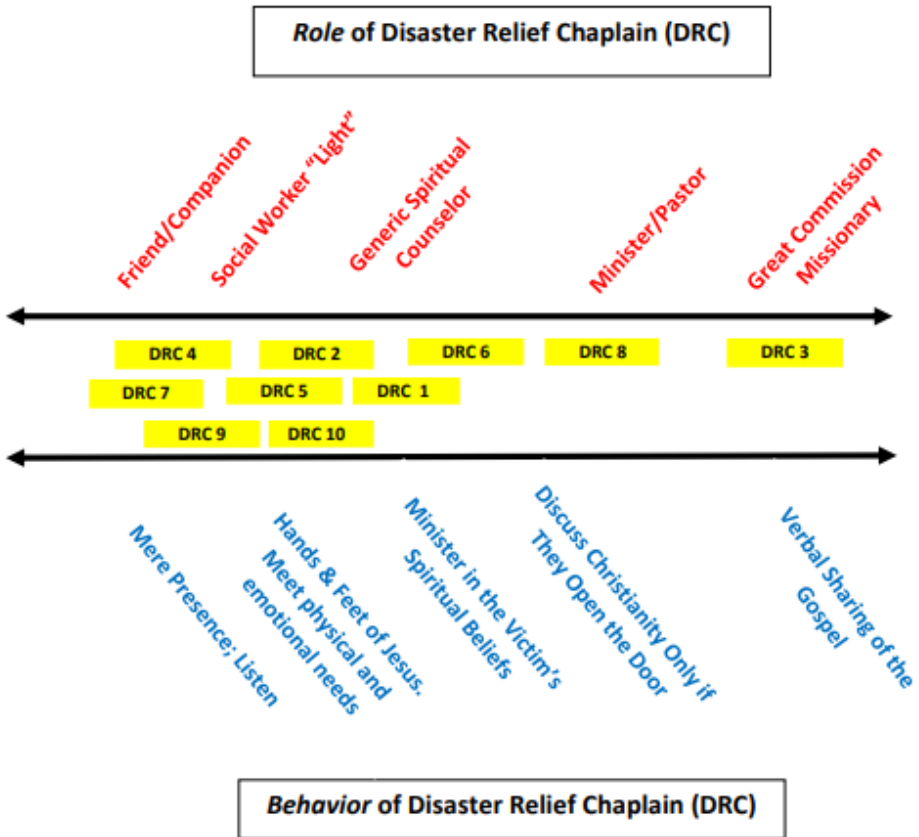 Role of Disaster Relief Chaplain (DRC)
Friend/Companion
Social Worker “Light”
Generic Spiritual
Counselor
Minister/Pastor
Great Commission
Missionary
DRC 4
DRC 2
DRC 6
DRC 8
DRC 3
DRC 7
DRC 5
DRC 1
DRC 9
DRC 10
Mere Presence; Listen
Hands & Feet of Jesus.
Meet physical and
emotional needs
Minister in the Victim’s
Spiritual Beliefs
Discuss Christianity Only if
They Open the Door
Verbal Sharing of the
Gospel
Behavior of Disaster Relief Chaplain (DRC)